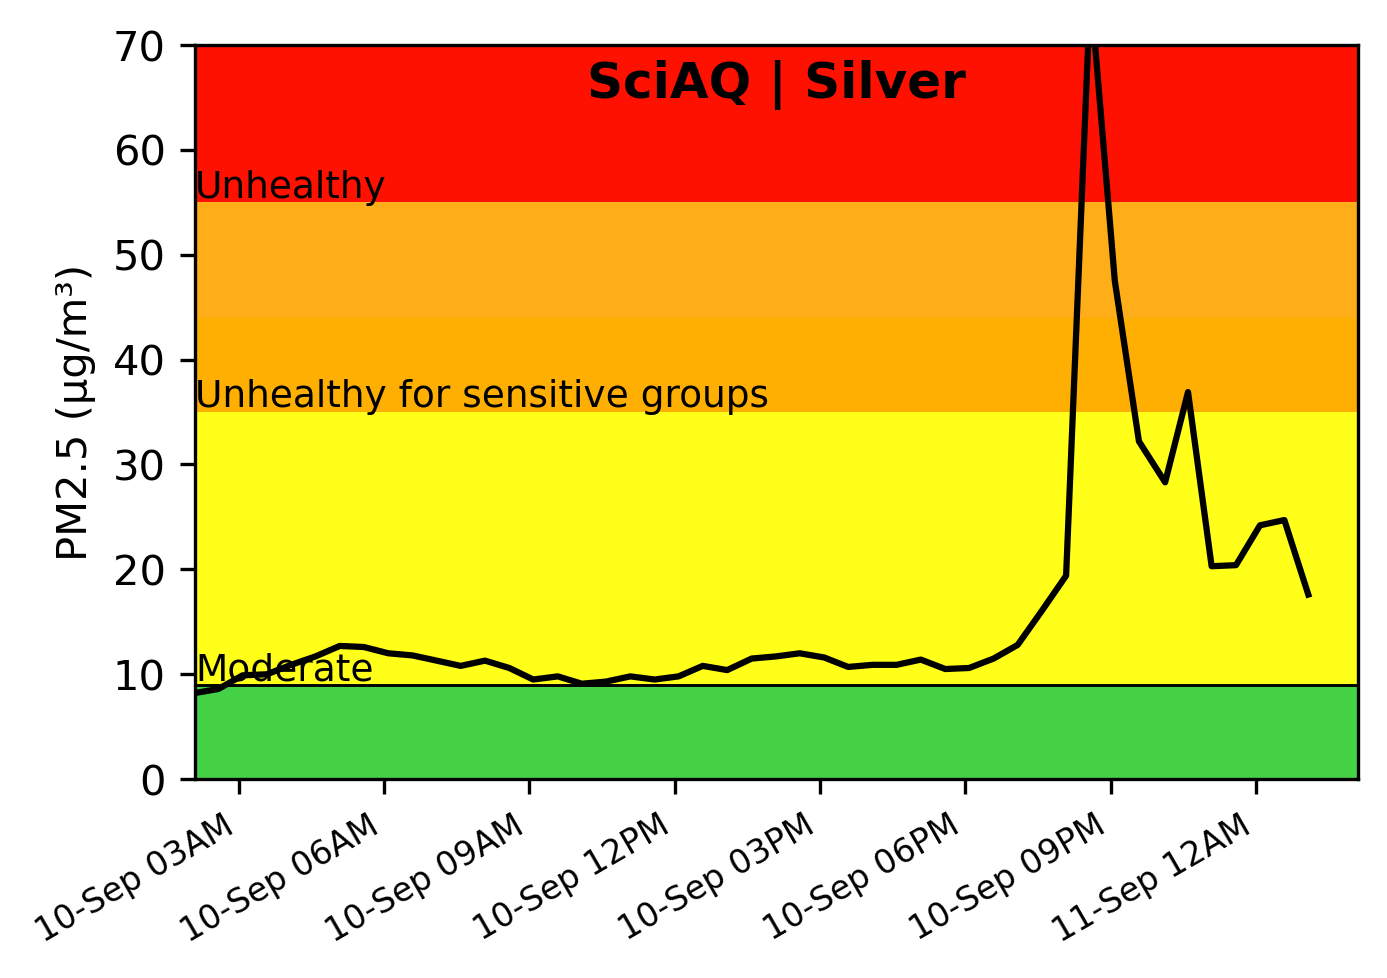 SciAQ | Silver
PM2.5 (µg/m³)
70
60
50
40
30
20
10
0
Unhealthy
Unhealthy for sensitive groups
Moderate
10-Sep 03AM
10-Sep 06AM
10-Sep 09AM
10-Sep 12PM
10-Sep 03PM
10-Sep 06PM
10-Sep 09PM
11-Sep 12AM